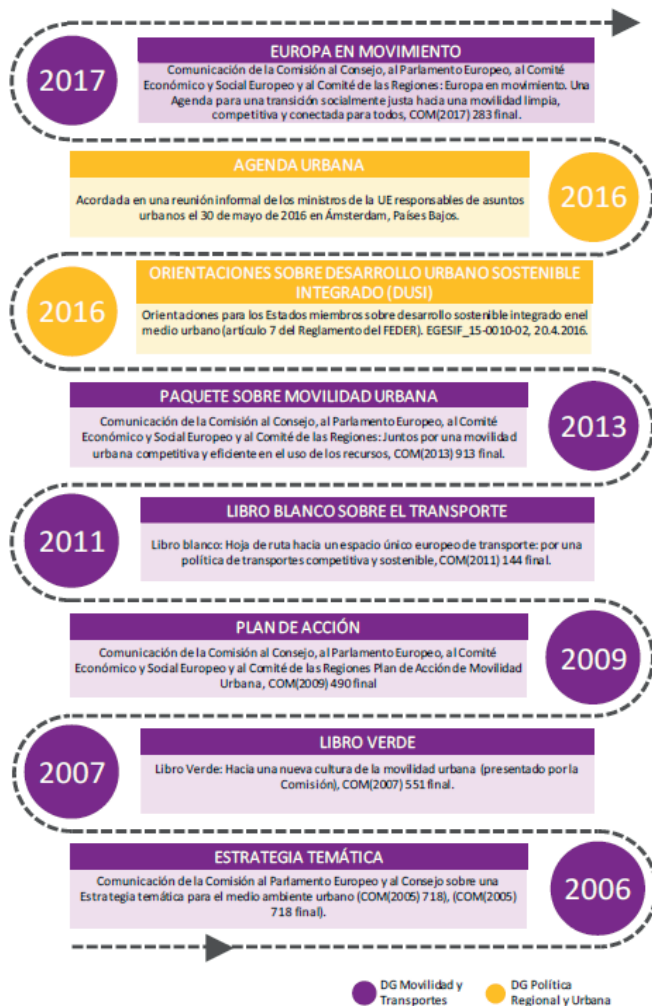 2017
EUROPA EN MOVIMIENTO
Comunicación de la Comisión al Consejo, al Parlamento Europeo, al Comité
Económico y Social Europeo y al Comité de las Regiones: Europa en movimiento. Una
Agenda para una transición socialmente justa hacia una movilidad limpia,
competitiva y conectada para todos, COM(2017) 283 final.
AGENDA URBANA
Acordada en una reunión informal de los ministros de la UE responsables de asuntos
urbanos el 30 de mayo de 2016 en Ámsterdam, Países Bajos.
2016
2016
ORIENTACIONES SOBRE DESARROLLO URBANO SOSTENIBLE
INTEGRADO (DUSI)
Orientaciones para los Estados miembros sobre desarrollo sostenible integrado enel
medio urbano (artículo 7 del Reglamento del FEDER). EGESIF_15-0010-02, 20.4.2016.
PAQUETE SOBRE MOVILIDAD URBANA
Comunicación de la Comisión al Consejo, al Parlamento Europeo, al Comité
Económico y Social Europeo y al Comité de las Regiones: Juntos por una movilidad
urbana competitiva y eficiente en el uso de los recursos, COM(2013) 913 final.
2013
2011
LIBRO BLANCO SOBRE EL TRANSPORTE
Libro blanco: Hoja de ruta hacia un espacio único europeo de transporte: por una
política de transportes competitiva y sostenible, COM(2011) 144 final.
PLAN DE ACCIÓN
Comunicación de la Comisión al Consejo, al Parlamento Europeo, al Comité
Económico y Social Europeo y al Comité de las Regiones Plan de Acción de Movilidad
Urbana, COM(2009) 490 final
2009
2007
LIBRO VERDE
Libro Verde: Hacia una nueva cultura de la movilidad urbana (presentado por la
Comisión), COM(2007) 551 final.
ESTRATEGIA TEMÁTICA
Comunicación de la Comisión al Parlamento Europeo y al Consejo sobre una
Estrategia temática para el medio ambiente urbano (COM(2005) 718), (COM(2005)
718 final).
2006
DG Movilidad y
Transportes
DG Política
Regional y Urbana